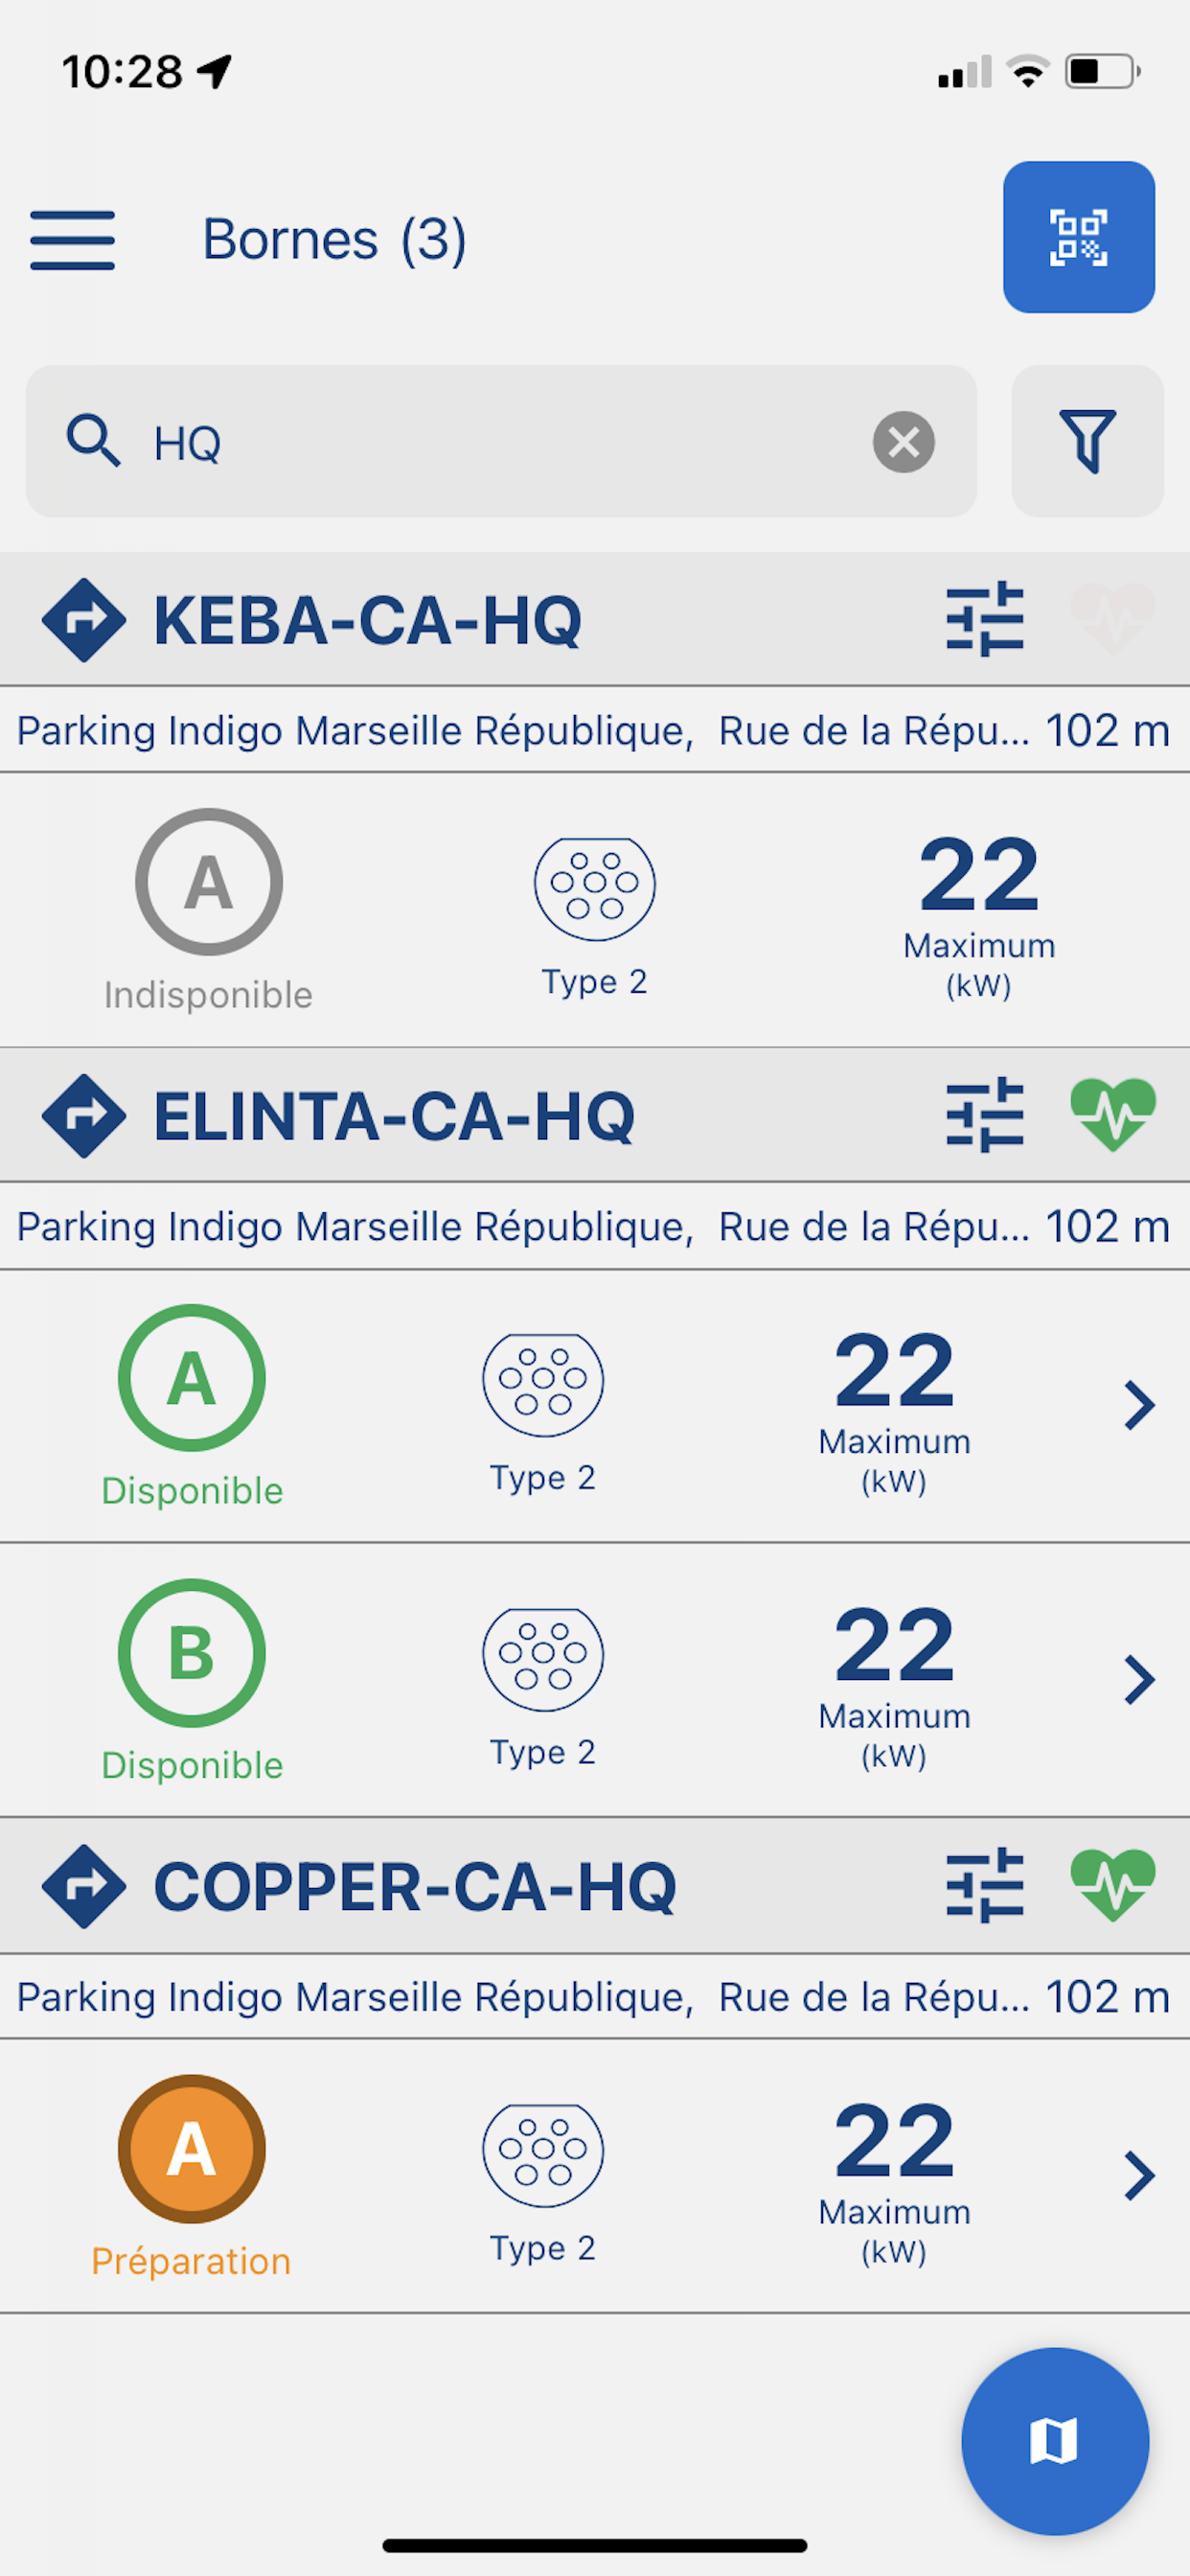 10:28
Bornes (3)
HQ
KEBA-CA-HQ
Parking Indigo Marseille République, Rue de la Répu... 102 m
A
22
Maximum
Type 2
(kW)
Indisponible
ELINTA-CA-HQ
Parking Indigo Marseille République, Rue de la Répu... 102 m
A
22
Maximum
Type 2
(kW)
Disponible
B
22
Maximum
Type 2
(kW)
Disponible
COPPER-CA-HQ
Parking Indigo Marseille République, Rue de la Répu... 102 m
A
22
Maximum
Type 2
(kW)
Préparation